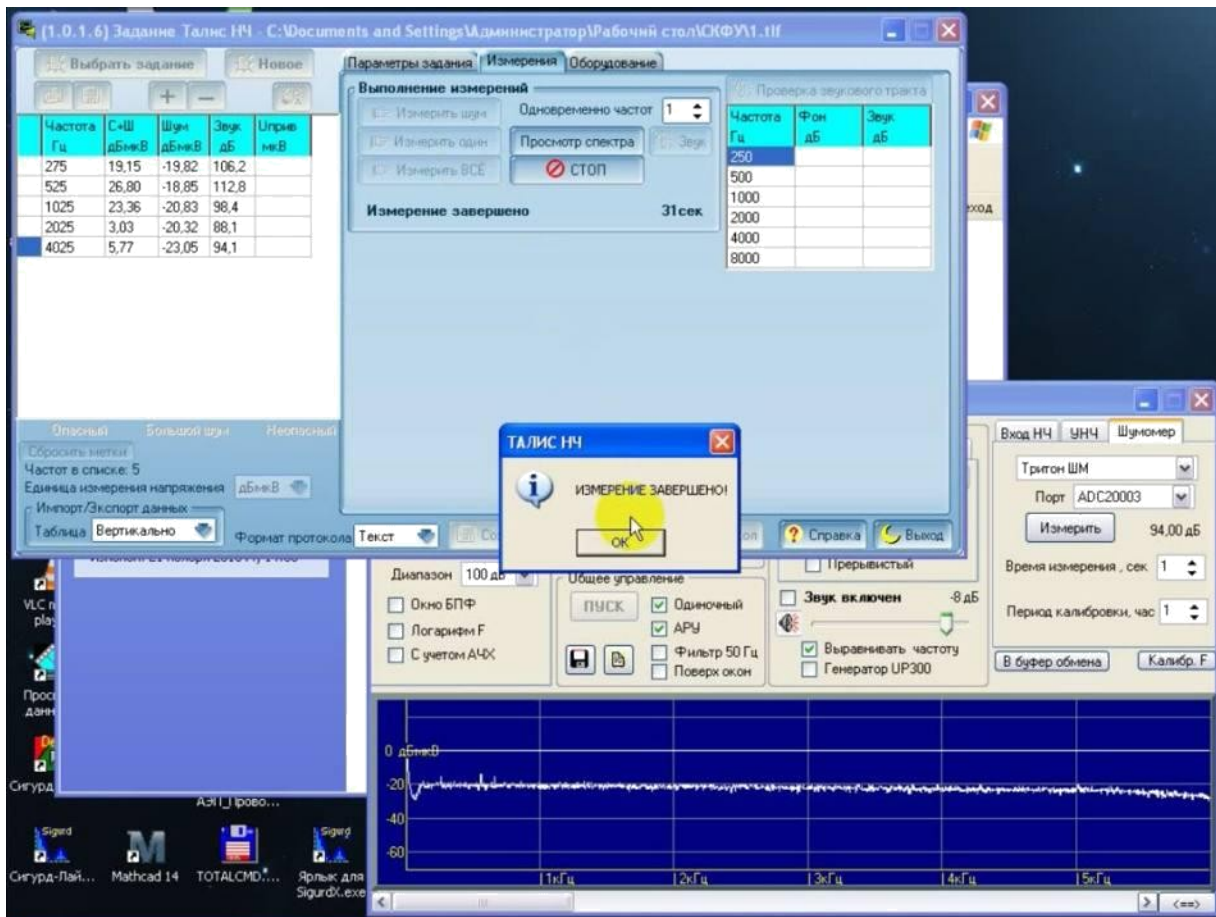 (1.0.1.6) Задание Талис НЧ - C:\Documents and Settings\Администратор\Рабочий стол\СКФУ\1.tlf
Выбрать задание
Новое
Частота Гц С+Ш дБмкВ Шум дБмкВ Звук дБ Uприв мкВ
275 19,15 -19,82 106,2
525 26,80 -18,85 112,8
1025 23,36 -20,83 98,4
2025 3,03 -20,32 88,1
4025 5,77 -23,05 94,1
Опасный Большой шум Неопасный
Сбросить метки
Частот в списке: 5
Единица измерения напряжения дБмкВ
Импорт/Экспорт данных
Таблица Вертикально
Формат протокола Текст
Параметры задания Измерения Оборудование
Выполнение измерений
Измерить шум Одновременно частот 1
Измерить один Просмотр спектра Звук
Измерить ВСЁ СТОП
Измерение завершено 31сек
Проверка звукового тракта
Частота Гц Фон дБ Звук дБ
250
500
1000
2000
4000
8000
Справка
Выход
ТАЛИС НЧ
ИЗМЕРЕНИЕ ЗАВЕРШЕНО!
OK
Вход НЧ УНЧ Шумомер
Тритон ШМ
Порт ADC20003
Измерить 94,00 дБ
Время измерения , сек 1
Период калибровки, час 1
В буфер обмена Калибр. F
Диапазон 100 дБ
Окно БПФ
Логарифм F
С учетом АЧХ
Общее управление
ПУСК
Одиночный
АРУ
Фильтр 50 Гц
Поверх окон
Прерывистый
Звук включен -8 дБ
Выравнивать частоту
Генератор UP300
0 дБмкВ
-20
-40
-60
1кГц 2кГц 3кГц 4кГц 5кГц
<==>
VLC
Сигурд-Лай...
Mathcad 14
TOTALCMD....
Ярлык для SigurdX.exe
АЭП_Прово...